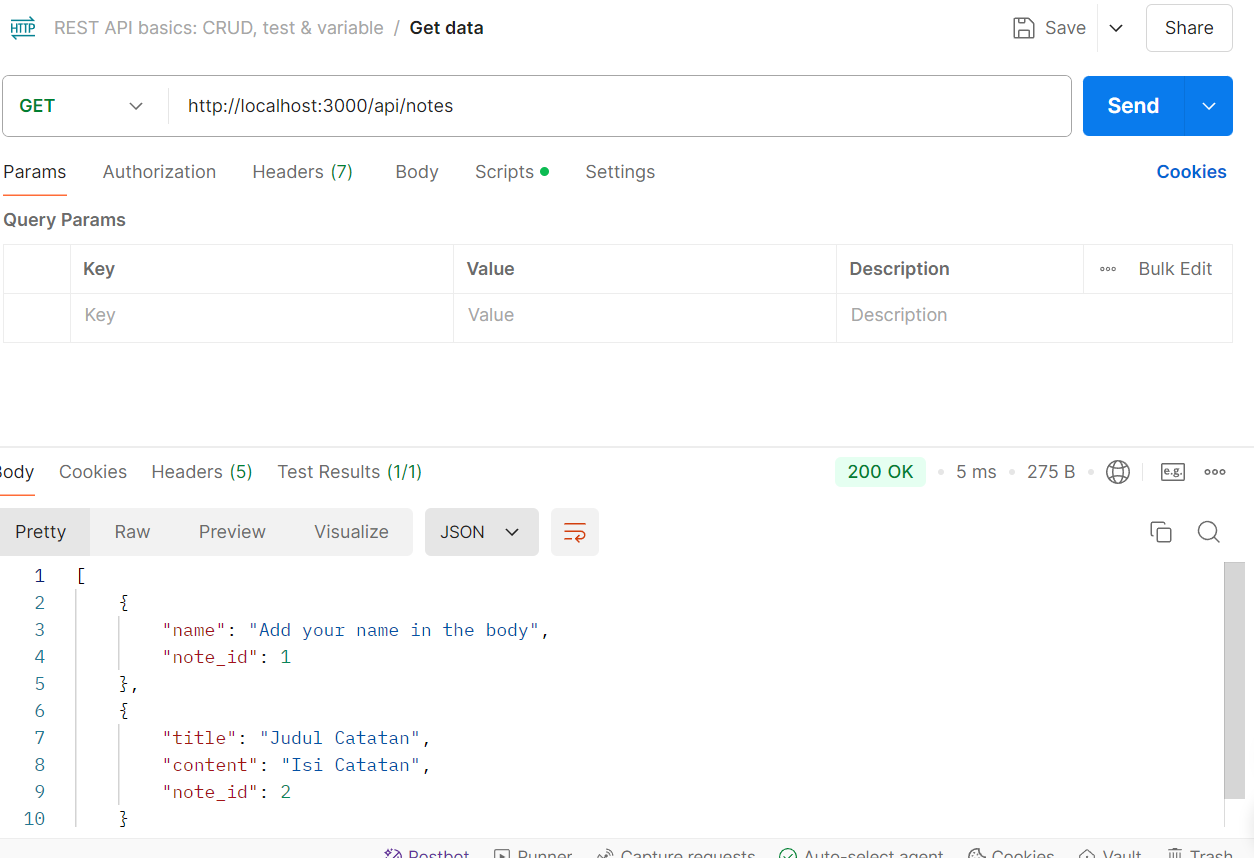 HTTP REST API basics: CRUD, test & variable / Get data Save Share
GET http://localhost:3000/api/notes Send
Params Authorization Headers (7) Body Scripts Settings Cookies
Query Params
Key Value Description Bulk Edit
Key Value Description
Body Cookies Headers (5) Test Results (1/1) 200 OK 5 ms 275 B e.g.
Pretty Raw Preview Visualize JSON
1 [
2 {
3 "name": "Add your name in the body",
4 "note_id": 1
5 },
6 {
7 "title": "Judul Catatan",
8 "content": "Isi Catatan",
9 "note_id": 2
10 }
Postbot Runner Capture requests Auto-select agent Cookies Vault Trash